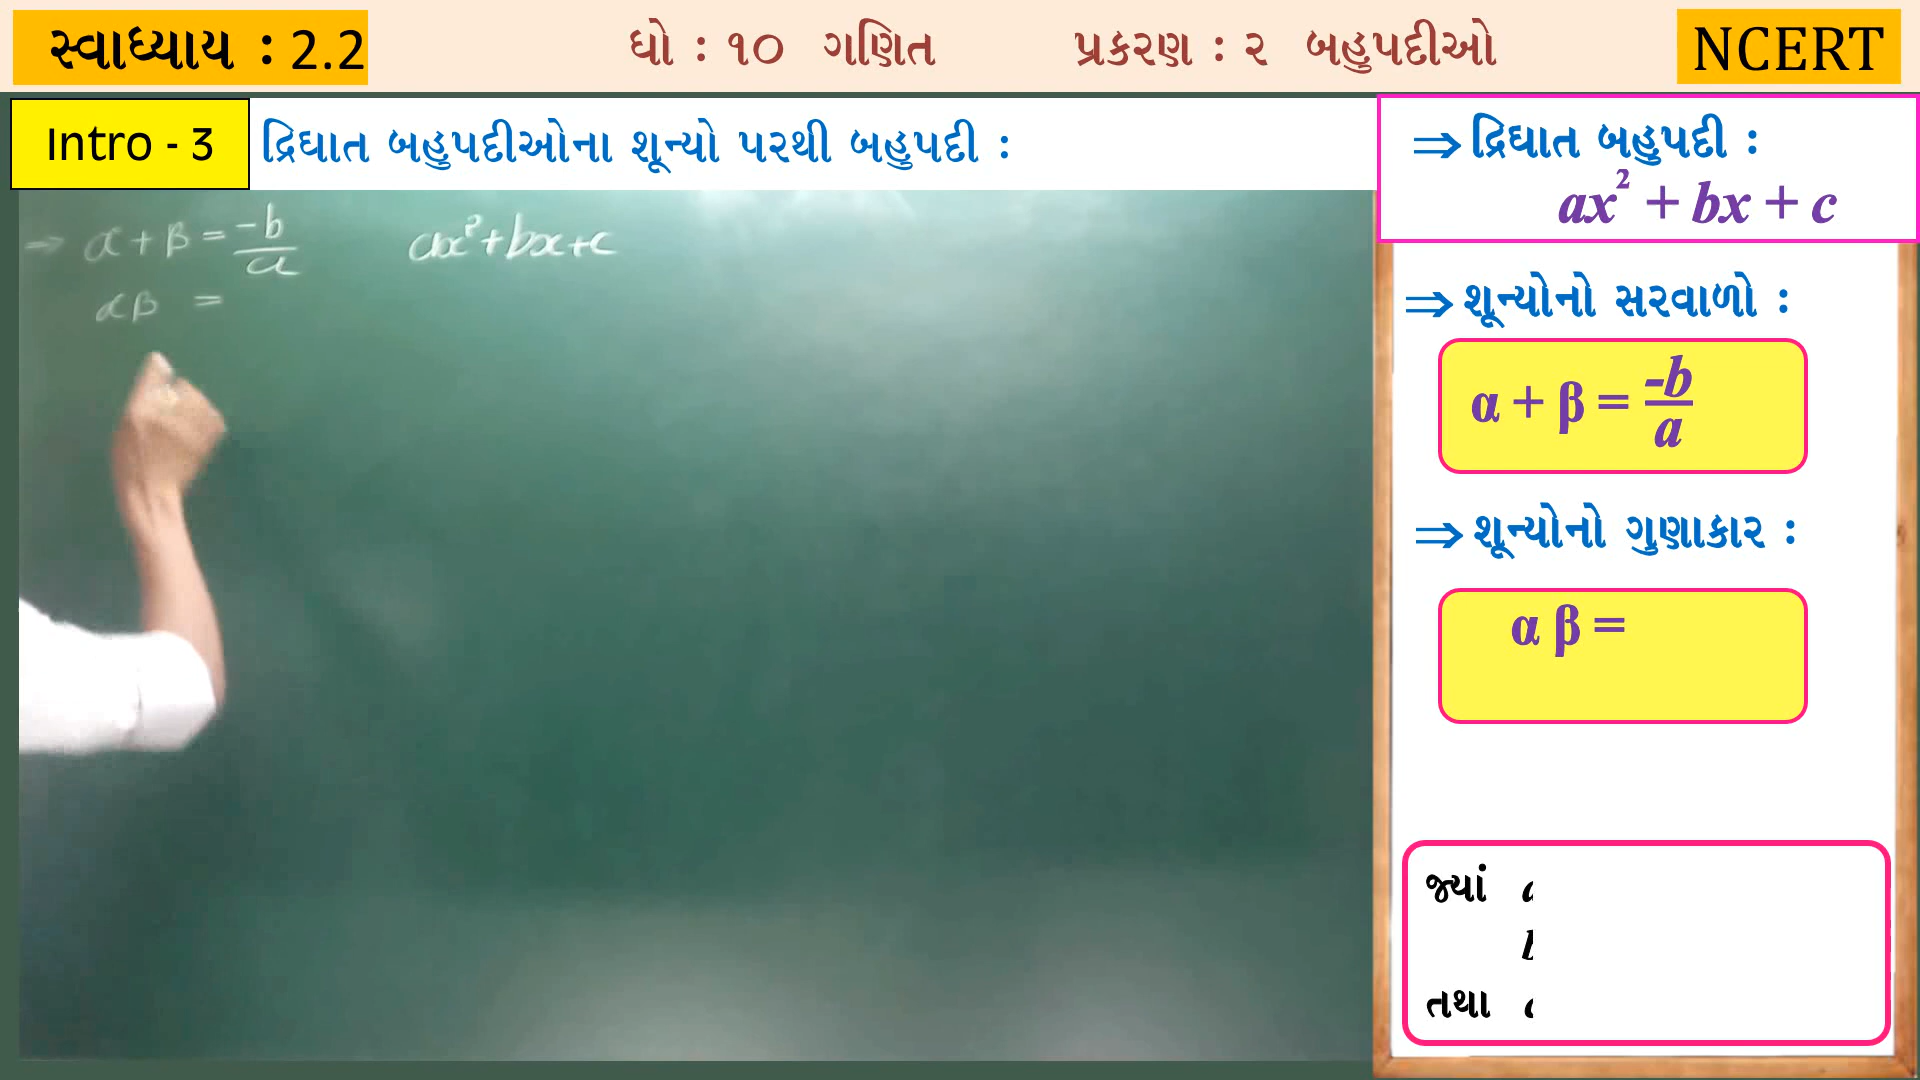 સ્વાધ્યાય : 2.2
ધો : ૧૦ ગણિત
પ્રકરણ : ૨ બહુપદીઓ
NCERT
Intro - 3
દ્વિઘાત બહુપદીઓના શૂન્યો પરથી બહુપદી :
⇒ α + β = -b/a
ax² + bx + c
αβ =
⇒ દ્વિઘાત બહુપદી :
ax² + bx + c
⇒ શૂન્યોનો સરવાળો :
α + β = -b/a
⇒ શૂન્યોનો ગુણાકાર :
α β =
જ્યાં
તથા